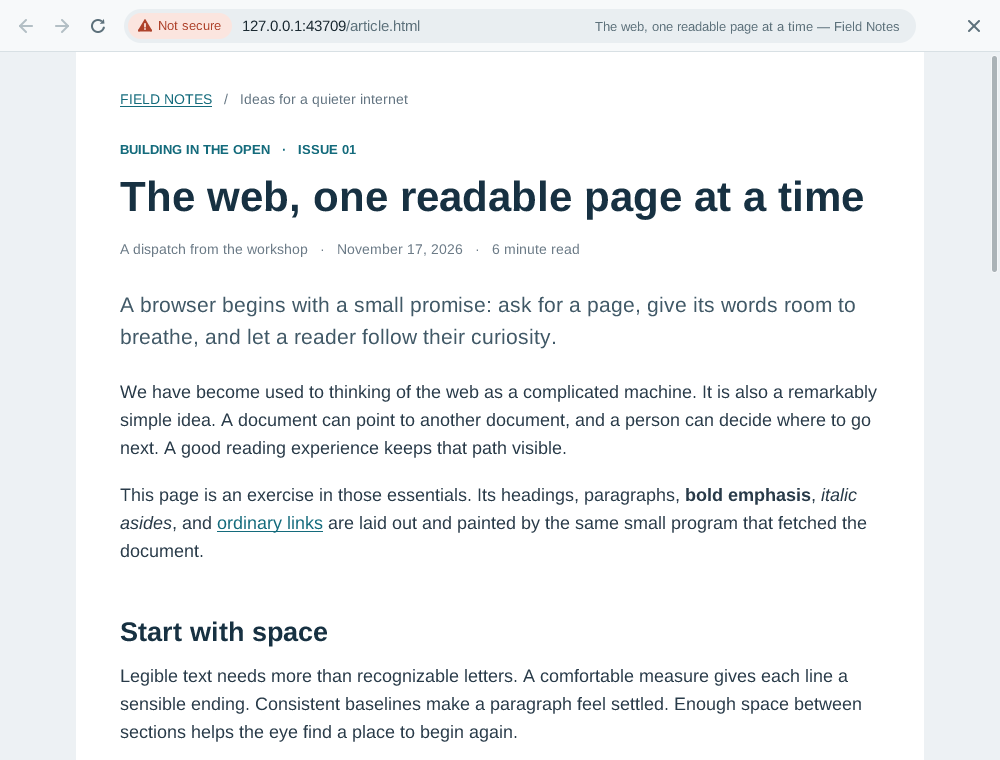 Not secure 127.0.0.1:43709/article.html The web, one readable page at a time — Field Notes
FIELD NOTES / Ideas for a quieter internet
BUILDING IN THE OPEN · ISSUE 01
The web, one readable page at a time
A dispatch from the workshop · November 17, 2026 · 6 minute read
A browser begins with a small promise: ask for a page, give its words room to
breathe, and let a reader follow their curiosity.
We have become used to thinking of the web as a complicated machine. It is also a remarkably
simple idea. A document can point to another document, and a person can decide where to go
next. A good reading experience keeps that path visible.
This page is an exercise in those essentials. Its headings, paragraphs, bold emphasis, italic
asides, and ordinary links are laid out and painted by the same small program that fetched the
document.
Start with space
Legible text needs more than recognizable letters. A comfortable measure gives each line a
sensible ending. Consistent baselines make a paragraph feel settled. Enough space between
sections helps the eye find a place to begin again.